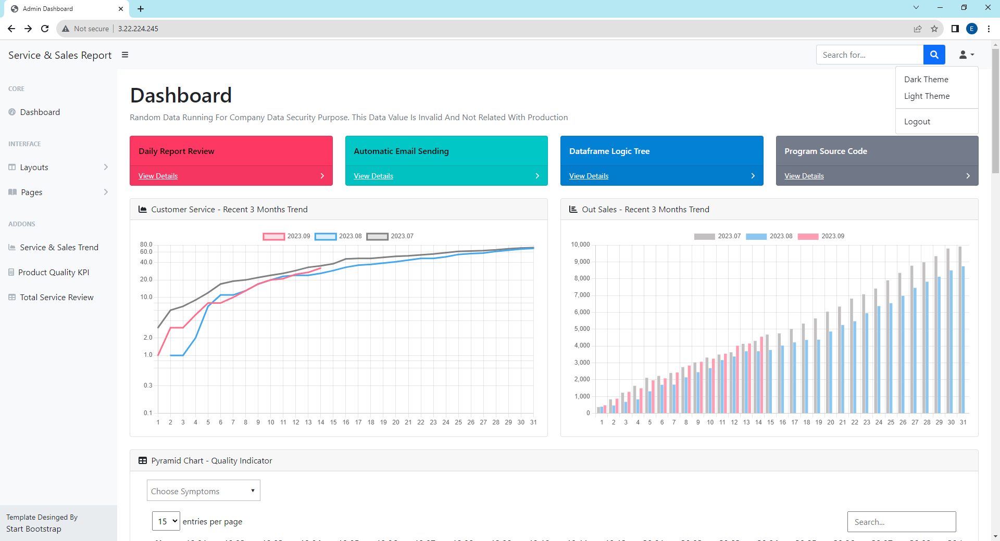 Admin Dashboard
Not secure | 3.22.224.245
E
Service & Sales Report
Search for...
Dark Theme
Light Theme
Logout
CORE
Dashboard
INTERFACE
Layouts
Pages
ADDONS
Service & Sales Trend
Product Quality KPI
Total Service Review
Template Desinged By
Start Bootstrap
Dashboard
Random Data Running For Company Data Security Purpose. This Data Value Is Invalid And Not Related With Production
Daily Report Review
View Details
Automatic Email Sending
View Details
Dataframe Logic Tree
View Details
Program Source Code
View Details
Customer Service - Recent 3 Months Trend
2023.09 2023.08 2023.07
80.0
60.0
40.0
20.0
10.0
2.0
1.0
0.3
0.1
1 2 3 4 5 6 7 8 9 10 11 12 13 14 15 16 17 18 19 20 21 22 23 24 25 26 27 28 29 30 31
Out Sales - Recent 3 Months Trend
2023.07 2023.08 2023.09
10,000
9,000
8,000
7,000
6,000
5,000
4,000
3,000
2,000
1,000
0
1 2 3 4 5 6 7 8 9 10 11 12 13 14 15 16 17 18 19 20 21 22 23 24 25 26 27 28 29 30 31
Pyramid Chart - Quality Indicator
Choose Symptoms
15 entries per page
Search...